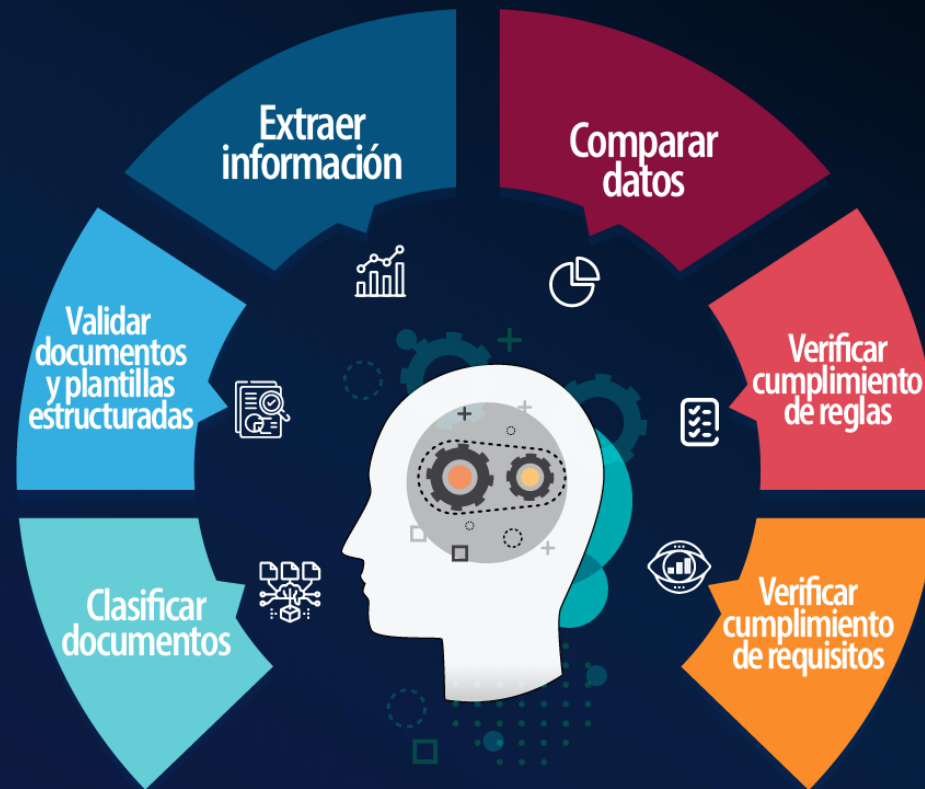 Extraer
información
Comparar
datos
Validar
documentos
y plantillas
estructuradas
Verificar
cumplimiento
de reglas
Clasificar
documentos
Verificar
cumplimiento
de requisitos